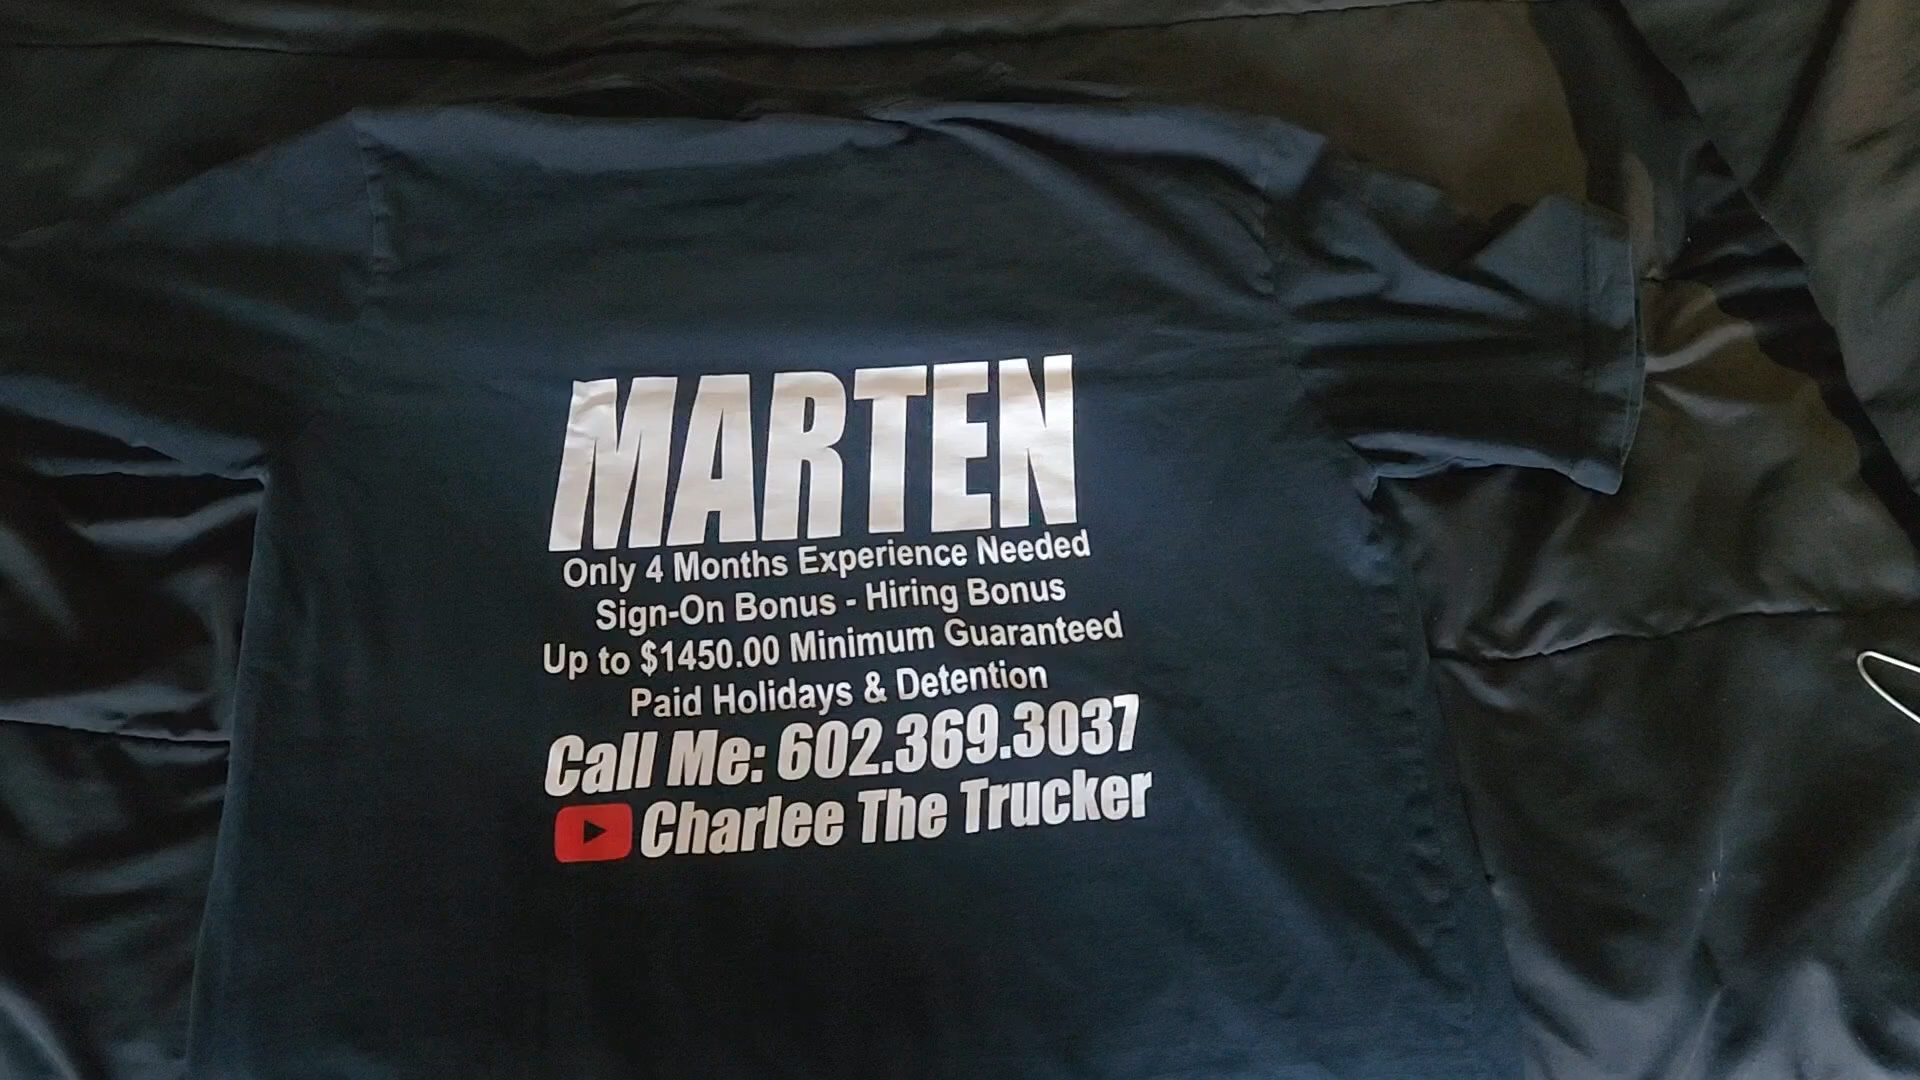 MARTEN
Only 4 Months Experience Needed
Sign-On Bonus - Hiring Bonus
Up to $1450.00 Minimum Guaranteed
Paid Holidays & Detention
Call Me: 602.369.3037
Charlee The Trucker